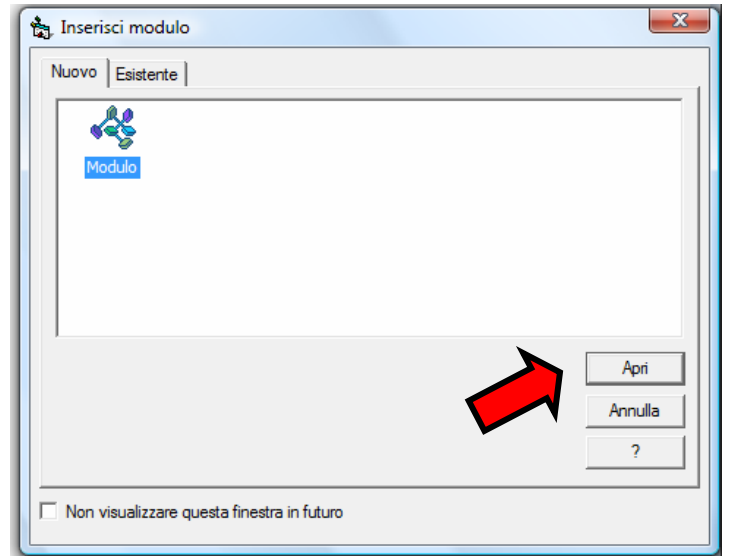 Inserisci modulo
Nuovo
Esistente
Modulo
Apri
Annulla
?
Non visualizzare questa finestra in futuro